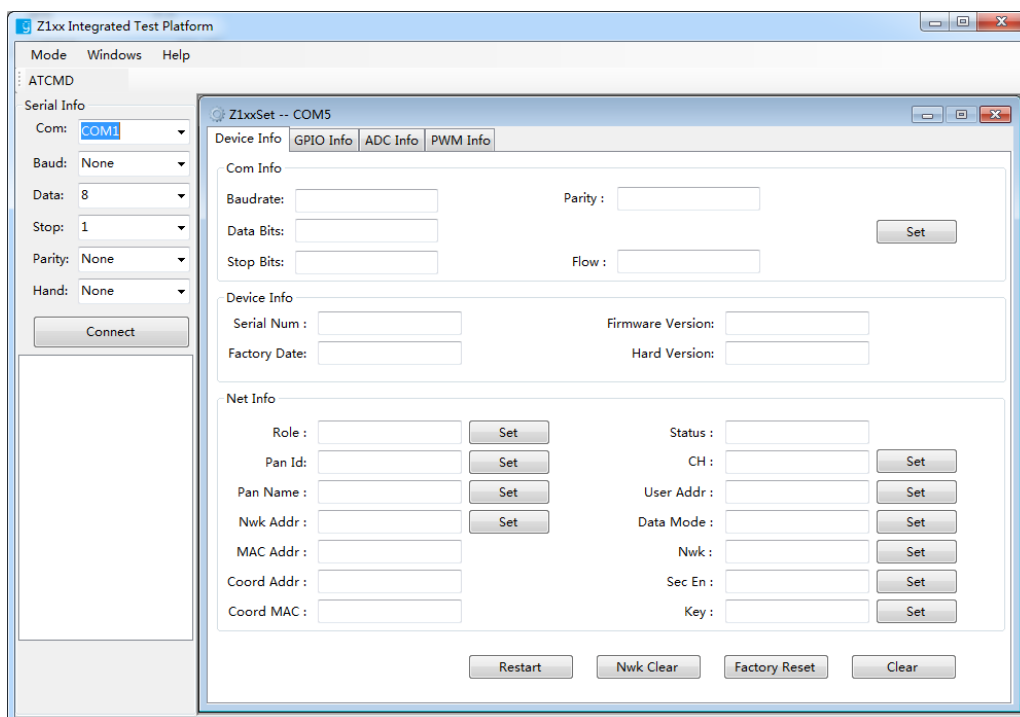 Z1xx Integrated Test Platform
Mode Windows Help
ATCMD
Serial Info
Com: COM1
Baud: None
Data: 8
Stop: 1
Parity: None
Hand: None
Connect
Z1xxSet -- COM5
Device Info GPIO Info ADC Info PWM Info
Com Info
Baudrate: Parity :
Data Bits: Set
Stop Bits: Flow :
Device Info
Serial Num : Firmware Version:
Factory Date: Hard Version:
Net Info
Role : Set Status :
Pan Id: Set CH : Set
Pan Name : Set User Addr : Set
Nwk Addr : Set Data Mode : Set
MAC Addr : Nwk : Set
Coord Addr : Sec En : Set
Coord MAC : Key : Set
Restart Nwk Clear Factory Reset Clear